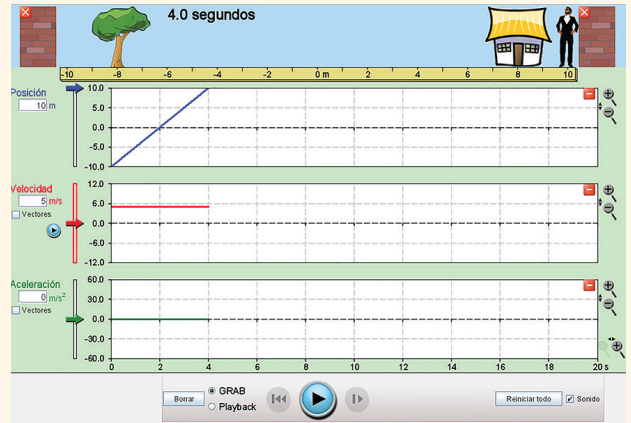 4.0 segundos
-10 -8 -6 -4 -2 0 m 2 4 6 8 10
Posición
10 m
10.0
5.0
0.0
-5.0
-10.0
Velocidad
5 m/s
Vectores
12.0
6.0
0.0
-6.0
-12.0
Aceleración
0 m/s²
Vectores
60.0
30.0
0.0
-30.0
-60.0
0 2 4 6 8 10 12 14 16 18 20 s
Borrar
GRAB
Playback
Reiniciar todo
Sonido